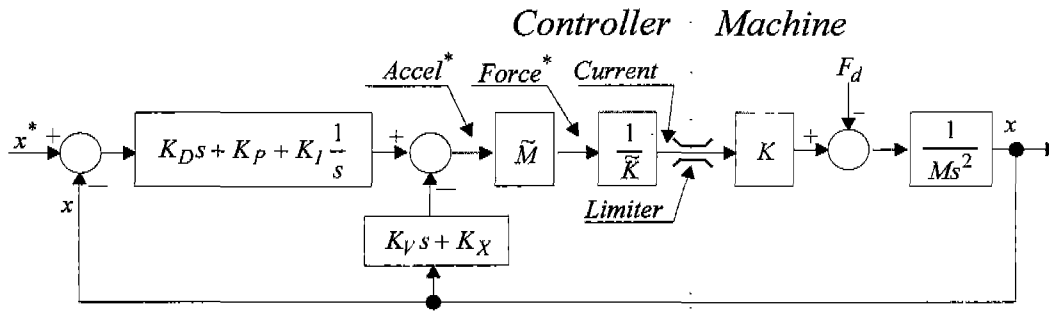 Controller Machine
Accel* Force* Current F_d
x* + − K_D s + K_P + K_I 1/s + − M̃ 1/K̃ K + − 1/(Ms²) x
x
Limiter
K_V s + K_X